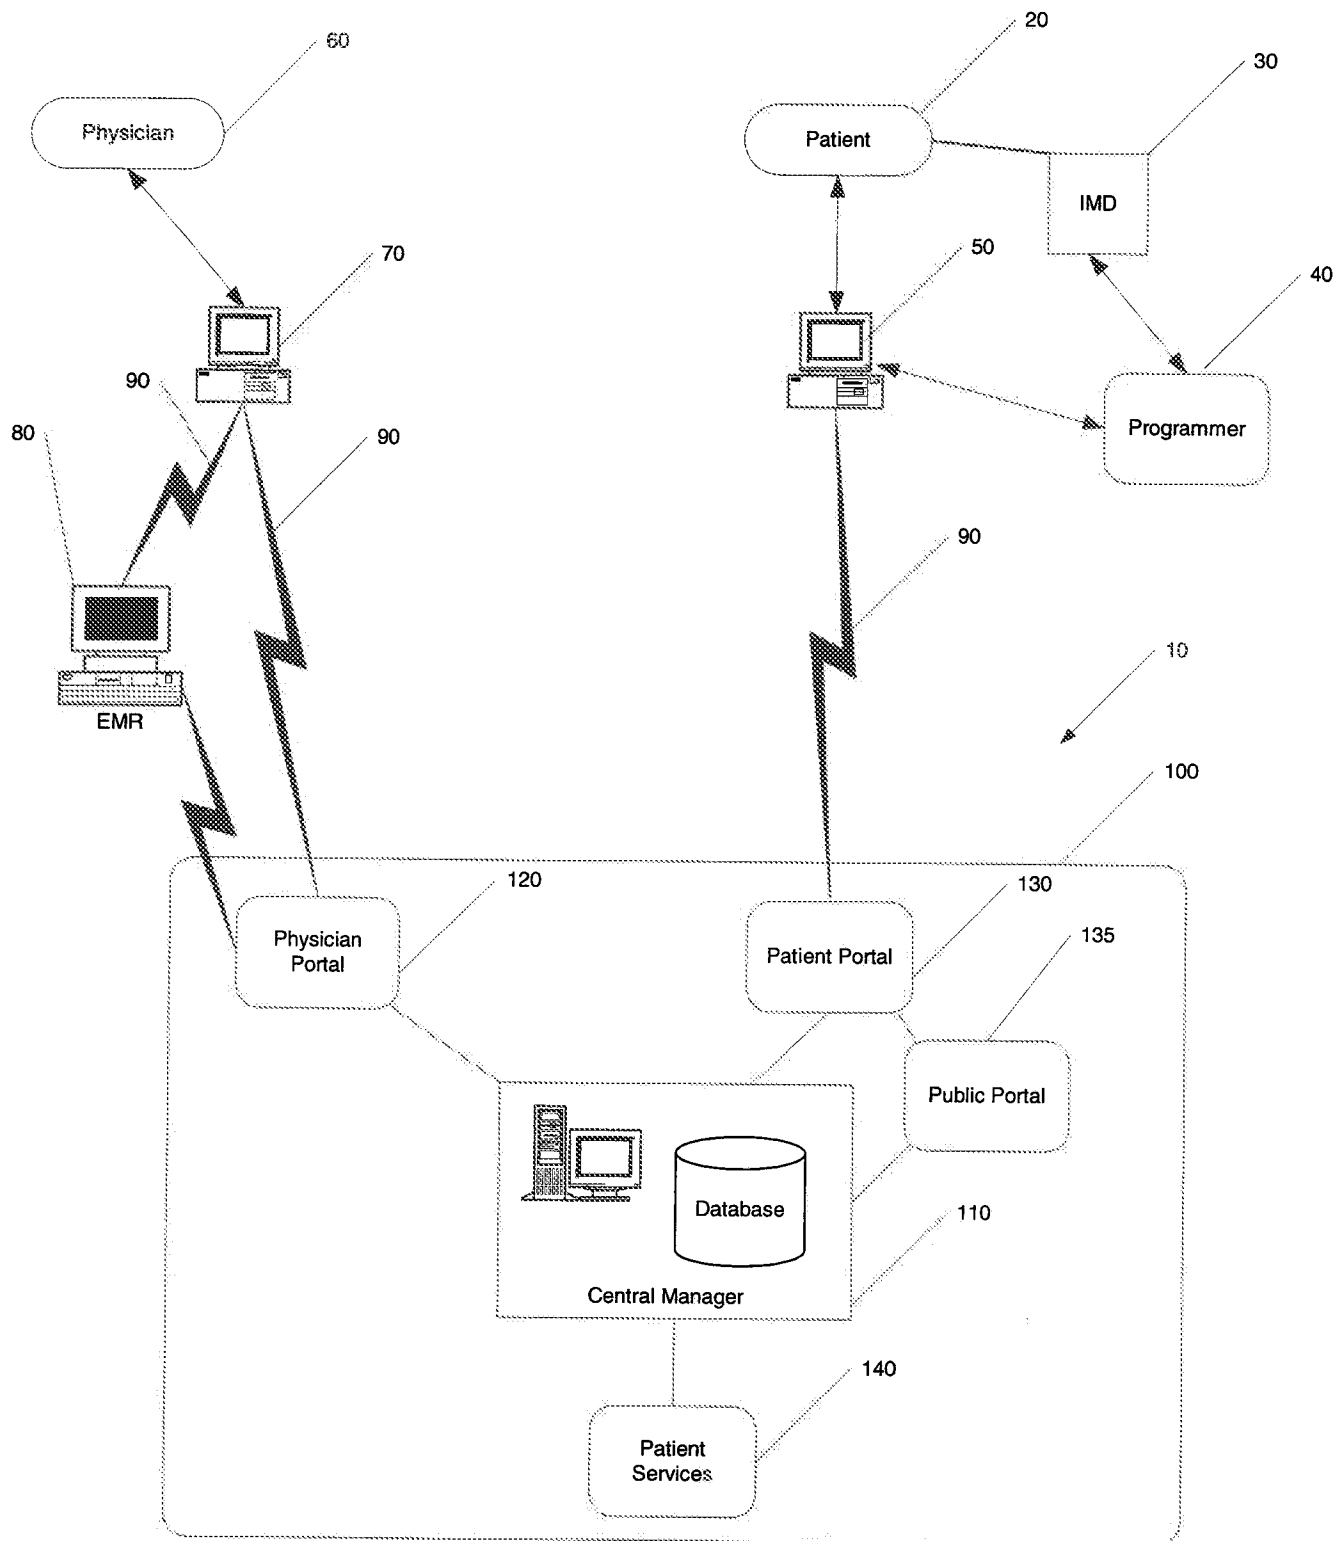 20
60
30
Physician
Patient
IMD
50
70
40
90
80
90
Programmer
90
10
EMR
100
120
130
135
Physician
Portal
Patient Portal
Public Portal
Database
110
Central Manager
140
Patient
Services